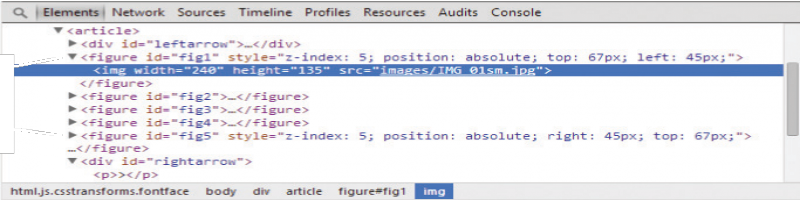 Elements Network Sources Timeline Profiles Resources Audits Console
▼<article>
▶<div id="leftarrow">…</div>
▼<figure id="fig1" style="z-index: 5; position: absolute; top: 67px; left: 45px;">
<img width="240" height="135" src="images/IMG_01sm.jpg">
</figure>
▶<figure id="fig2">…</figure>
▶<figure id="fig3">…</figure>
▶<figure id="fig4">…</figure>
▶<figure id="fig5" style="z-index: 5; position: absolute; right: 45px; top: 67px;">
…</figure>
▼<div id="rightarrow">
<p>></p>
html.js.csstransforms.fontface body div article figure#fig1 img